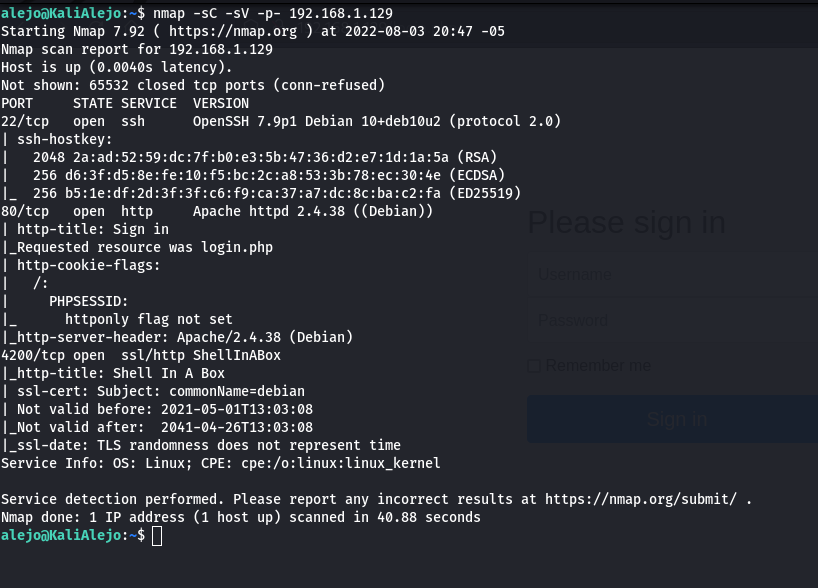 alejo@KaliAlejo:~$ nmap -sC -sV -p- 192.168.1.129
Starting Nmap 7.92 ( https://nmap.org ) at 2022-08-03 20:47 -05
Nmap scan report for 192.168.1.129
Host is up (0.0040s latency).
Not shown: 65532 closed tcp ports (conn-refused)
PORT     STATE SERVICE  VERSION
22/tcp   open  ssh      OpenSSH 7.9p1 Debian 10+deb10u2 (protocol 2.0)
| ssh-hostkey:
|   2048 2a:ad:52:59:dc:7f:b0:e3:5b:47:36:d2:e7:1d:1a:5a (RSA)
|   256 d6:3f:d5:8e:fe:10:f5:bc:2c:a8:53:3b:78:ec:30:4e (ECDSA)
|_  256 b5:1e:df:2d:3f:3f:c6:f9:ca:37:a7:dc:8c:ba:c2:fa (ED25519)
80/tcp   open  http     Apache httpd 2.4.38 ((Debian))
| http-title: Sign in
|_Requested resource was login.php
| http-cookie-flags:
|   /:
|     PHPSESSID:
|_      httponly flag not set
|_http-server-header: Apache/2.4.38 (Debian)
4200/tcp open  ssl/http ShellInABox
|_http-title: Shell In A Box
| ssl-cert: Subject: commonName=debian
| Not valid before: 2021-05-01T13:03:08
|_Not valid after:  2041-04-26T13:03:08
|_ssl-date: TLS randomness does not represent time
Service Info: OS: Linux; CPE: cpe:/o:linux:linux_kernel
Service detection performed. Please report any incorrect results at https://nmap.org/submit/ .
Nmap done: 1 IP address (1 host up) scanned in 40.88 seconds
alejo@KaliAlejo:~$
Please sign in
Username
Password
Remember me
Sign in